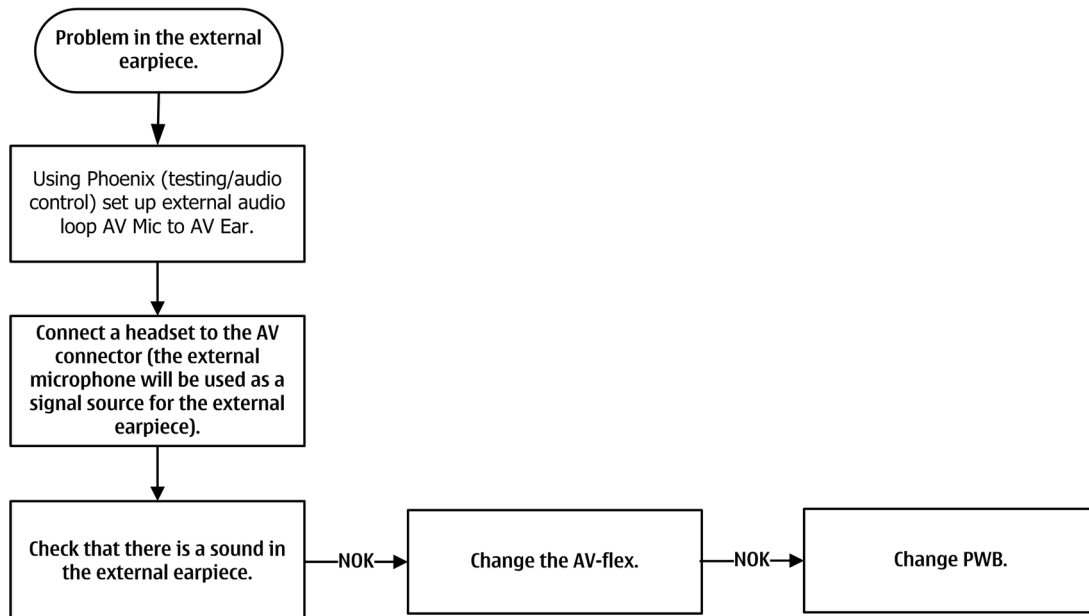 Problem in the external
earpiece.
Using Phoenix (testing/audio
control) set up external audio
loop AV Mic to AV Ear.
Connect a headset to the AV
connector (the external
microphone will be used as a
signal source for the external
earpiece).
Check that there is a sound in
the external earpiece.
NOK
Change the AV-flex.
NOK
Change PWB.